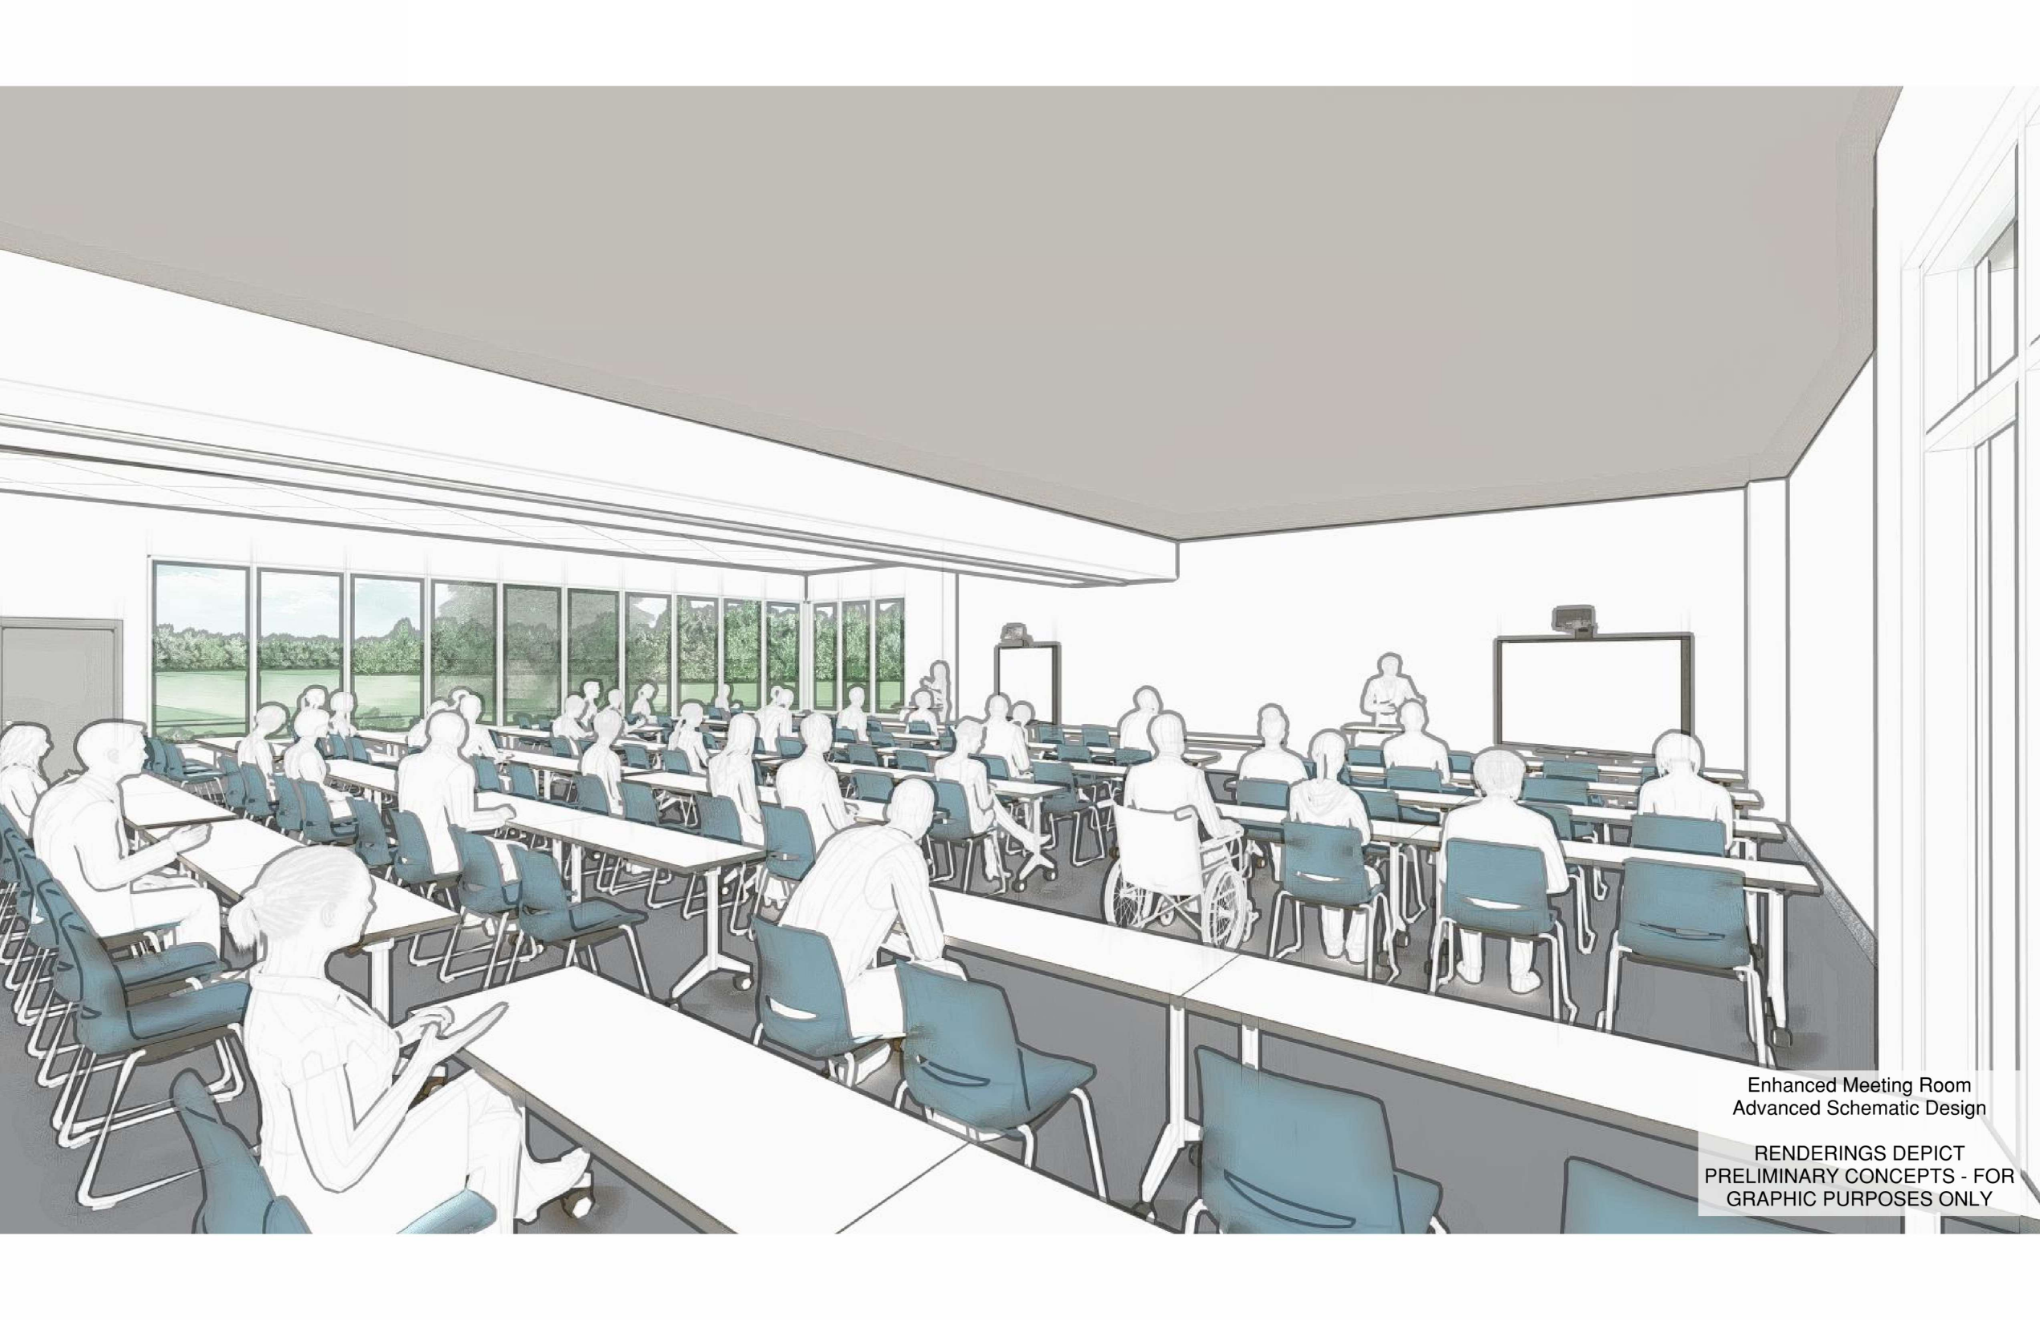 Enhanced Meeting Room
Advanced Schematic Design
RENDERINGS DEPICT
PRELIMINARY CONCEPTS - FOR
GRAPHIC PURPOSES ONLY